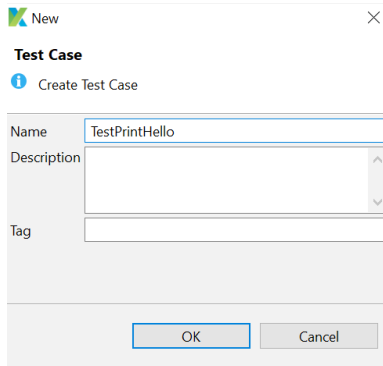 New
Test Case
Create Test Case
Name TestPrintHello
Description
Tag
OK Cancel